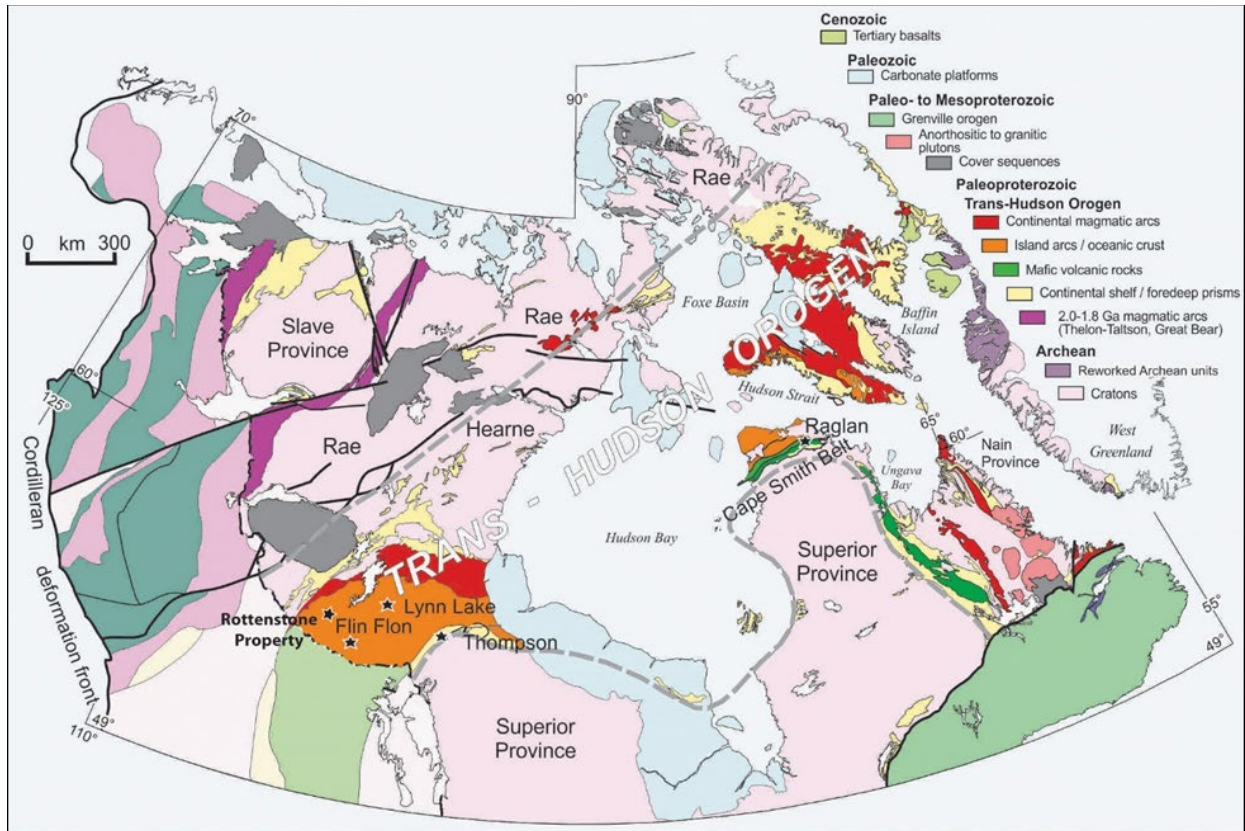 Cenozoic
Tertiary basalts
Paleozoic
Carbonate platforms
Paleo- to Mesoproterozoic
Grenville orogen
Anorthositic to granitic
plutons
Cover sequences
Paleoproterozoic
Trans-Hudson Orogen
Continental magmatic arcs
Island arcs / oceanic crust
Mafic volcanic rocks
Continental shelf / foredeep prisms
2.0-1.8 Ga magmatic arcs
(Thelon-Taltson, Great Bear)
Archean
Reworked Archean units
Cratons
90°
70°
0 km 300
Rae
Foxe Basin
Baffin
Island
Slave
Province
Rae
TRANS - HUDSON OROGEN
60°
125°
Hudson Strait
Hearne
Rae
Raglan
Cape Smith Belt
Ungava
Bay
65°
60°
Nain
Province
West
Greenland
Cordilleran
deformation front
Hudson Bay
Superior
Province
Rottenstone
Property
Lynn Lake
Flin Flon
Thompson
55°
49°
49°
110°
Superior
Province